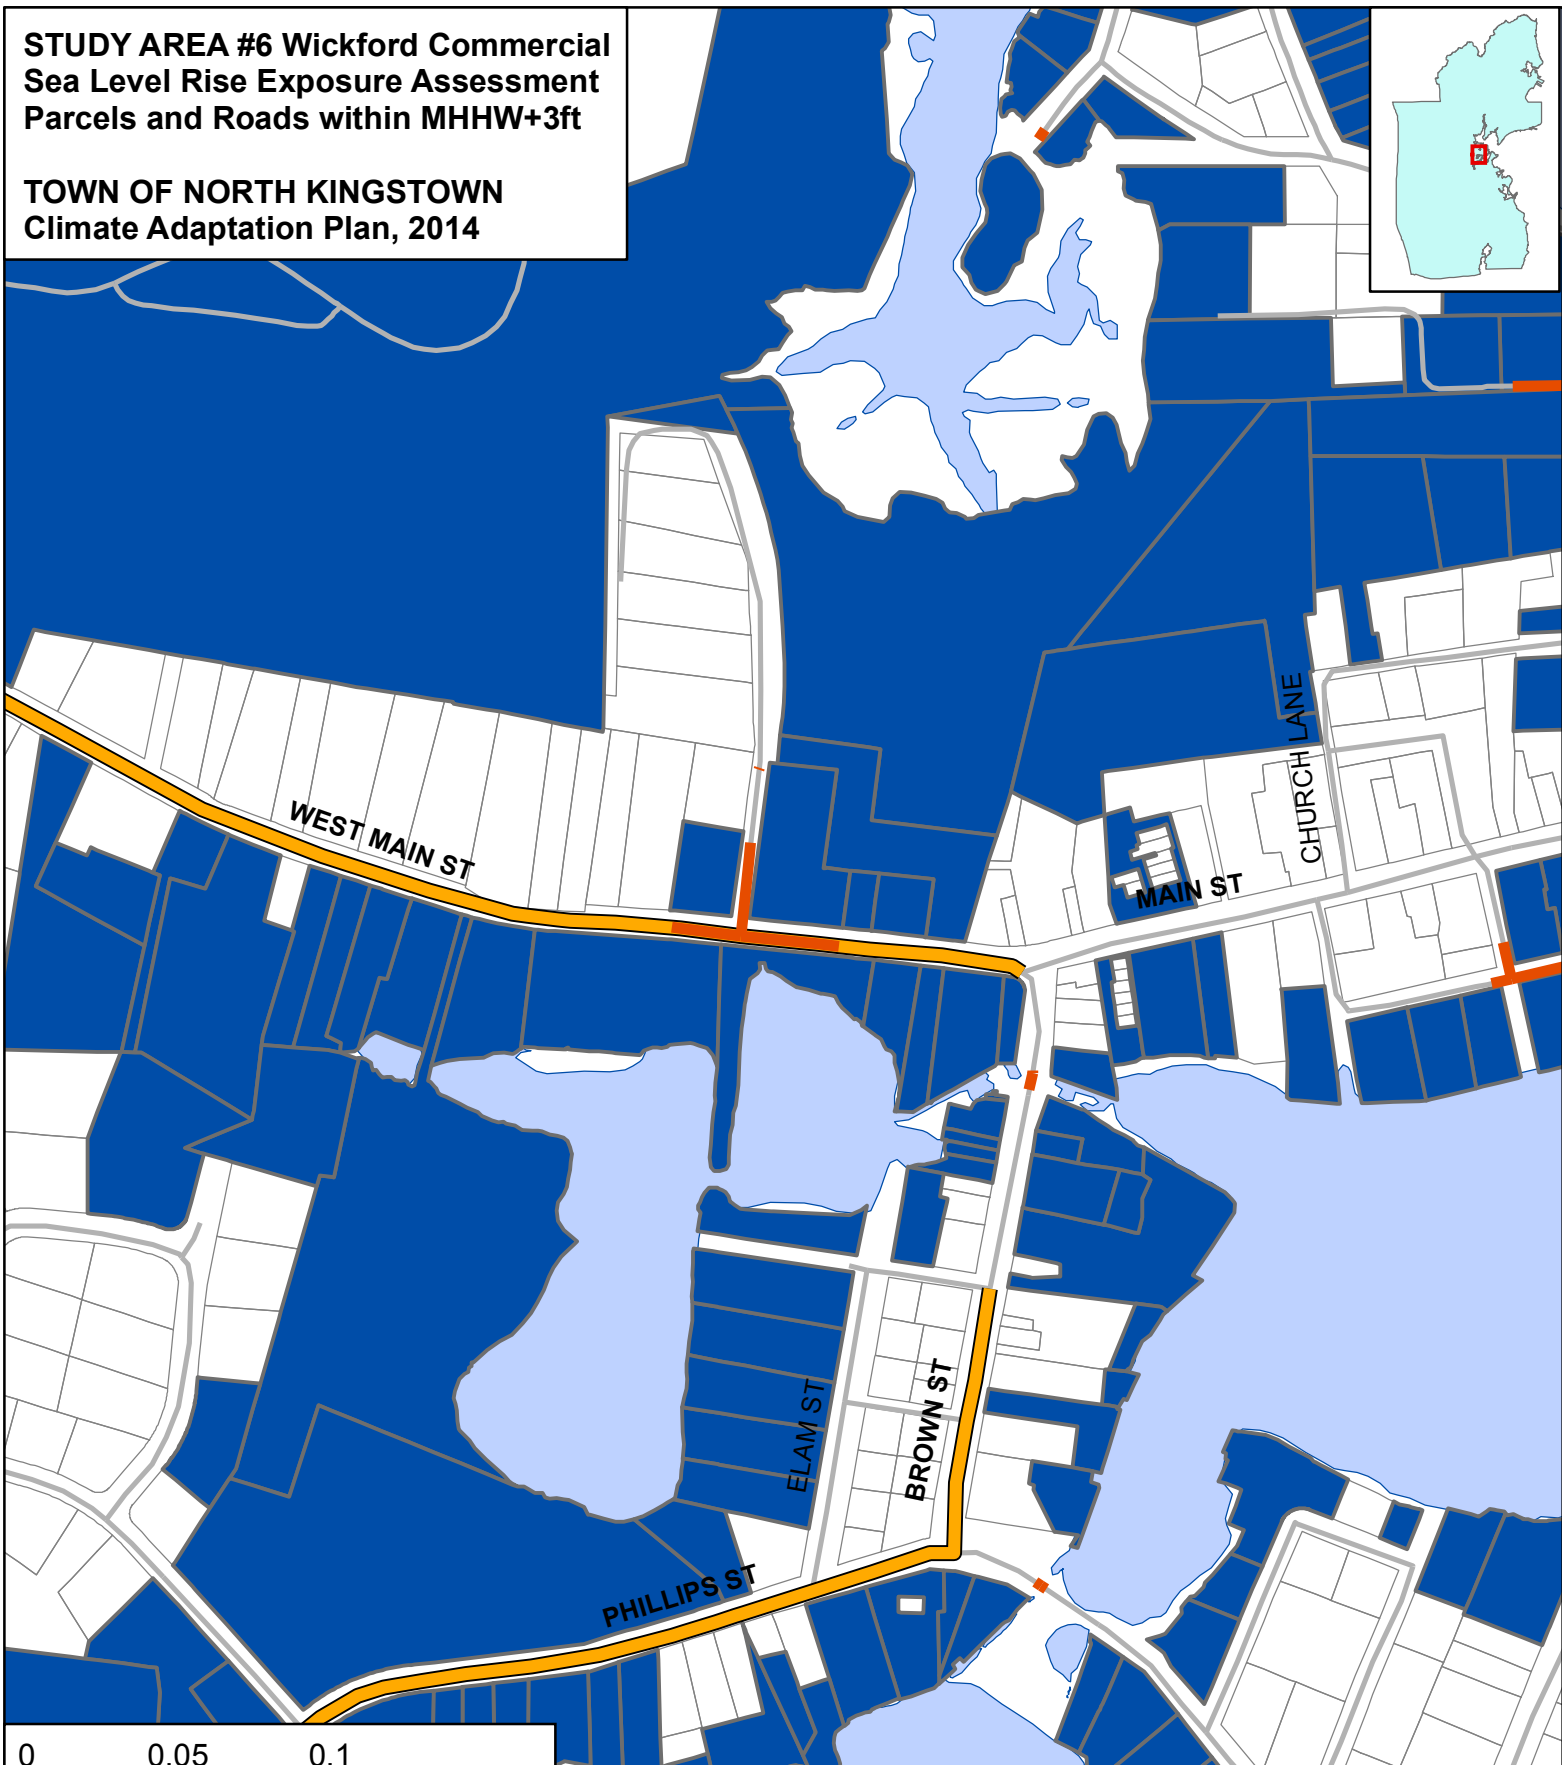 STUDY AREA #6 Wickford Commercial
Sea Level Rise Exposure Assessment
Parcels and Roads within MHHW+3ft
TOWN OF NORTH KINGSTOWN
Climate Adaptation Plan, 2014
CHURCH LANE
WEST MAIN ST
MAIN ST
ELAM ST
BROWN ST
PHILLIPS ST
0 0.05 0.1